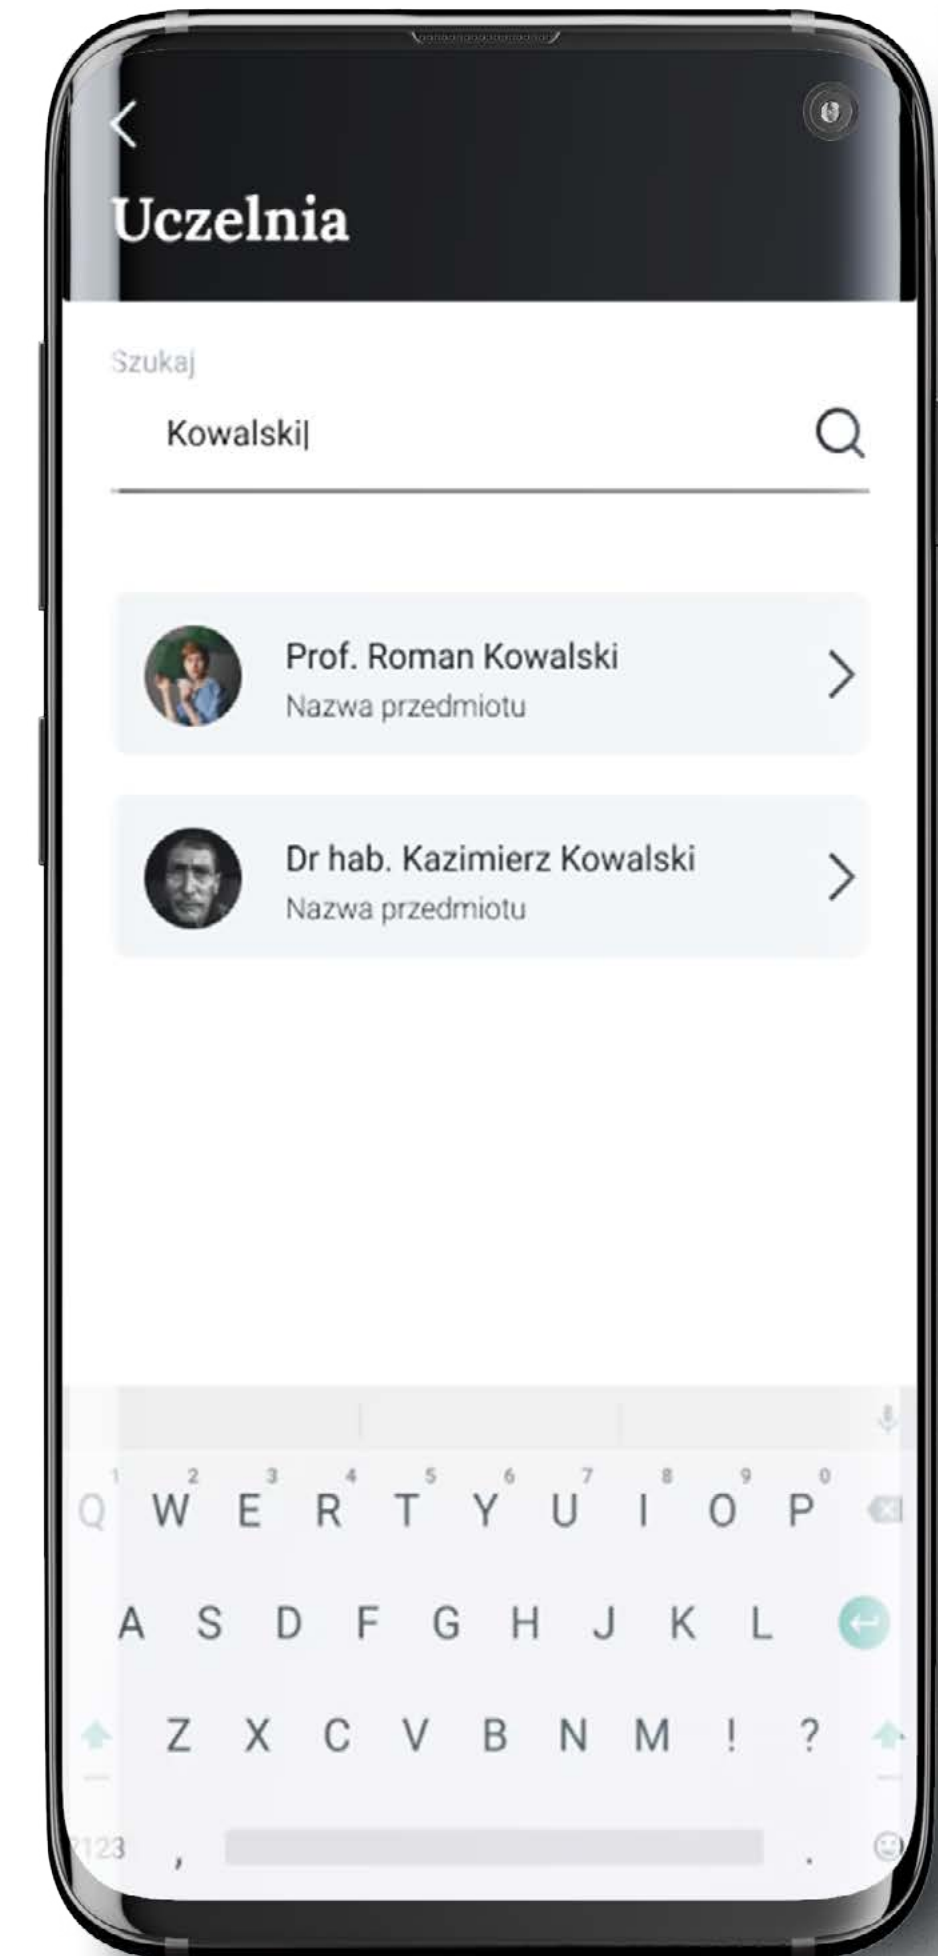 Uczelnia
Szukaj
Kowalski
Prof. Roman Kowalski
Nazwa przedmiotu
Dr hab. Kazimierz Kowalski
Nazwa przedmiotu
1 2 3 4 5 6 7 8 9 0
Q W E R T Y U I O P
A S D F G H J K L
Z X C V B N M ! ?
?123 , .